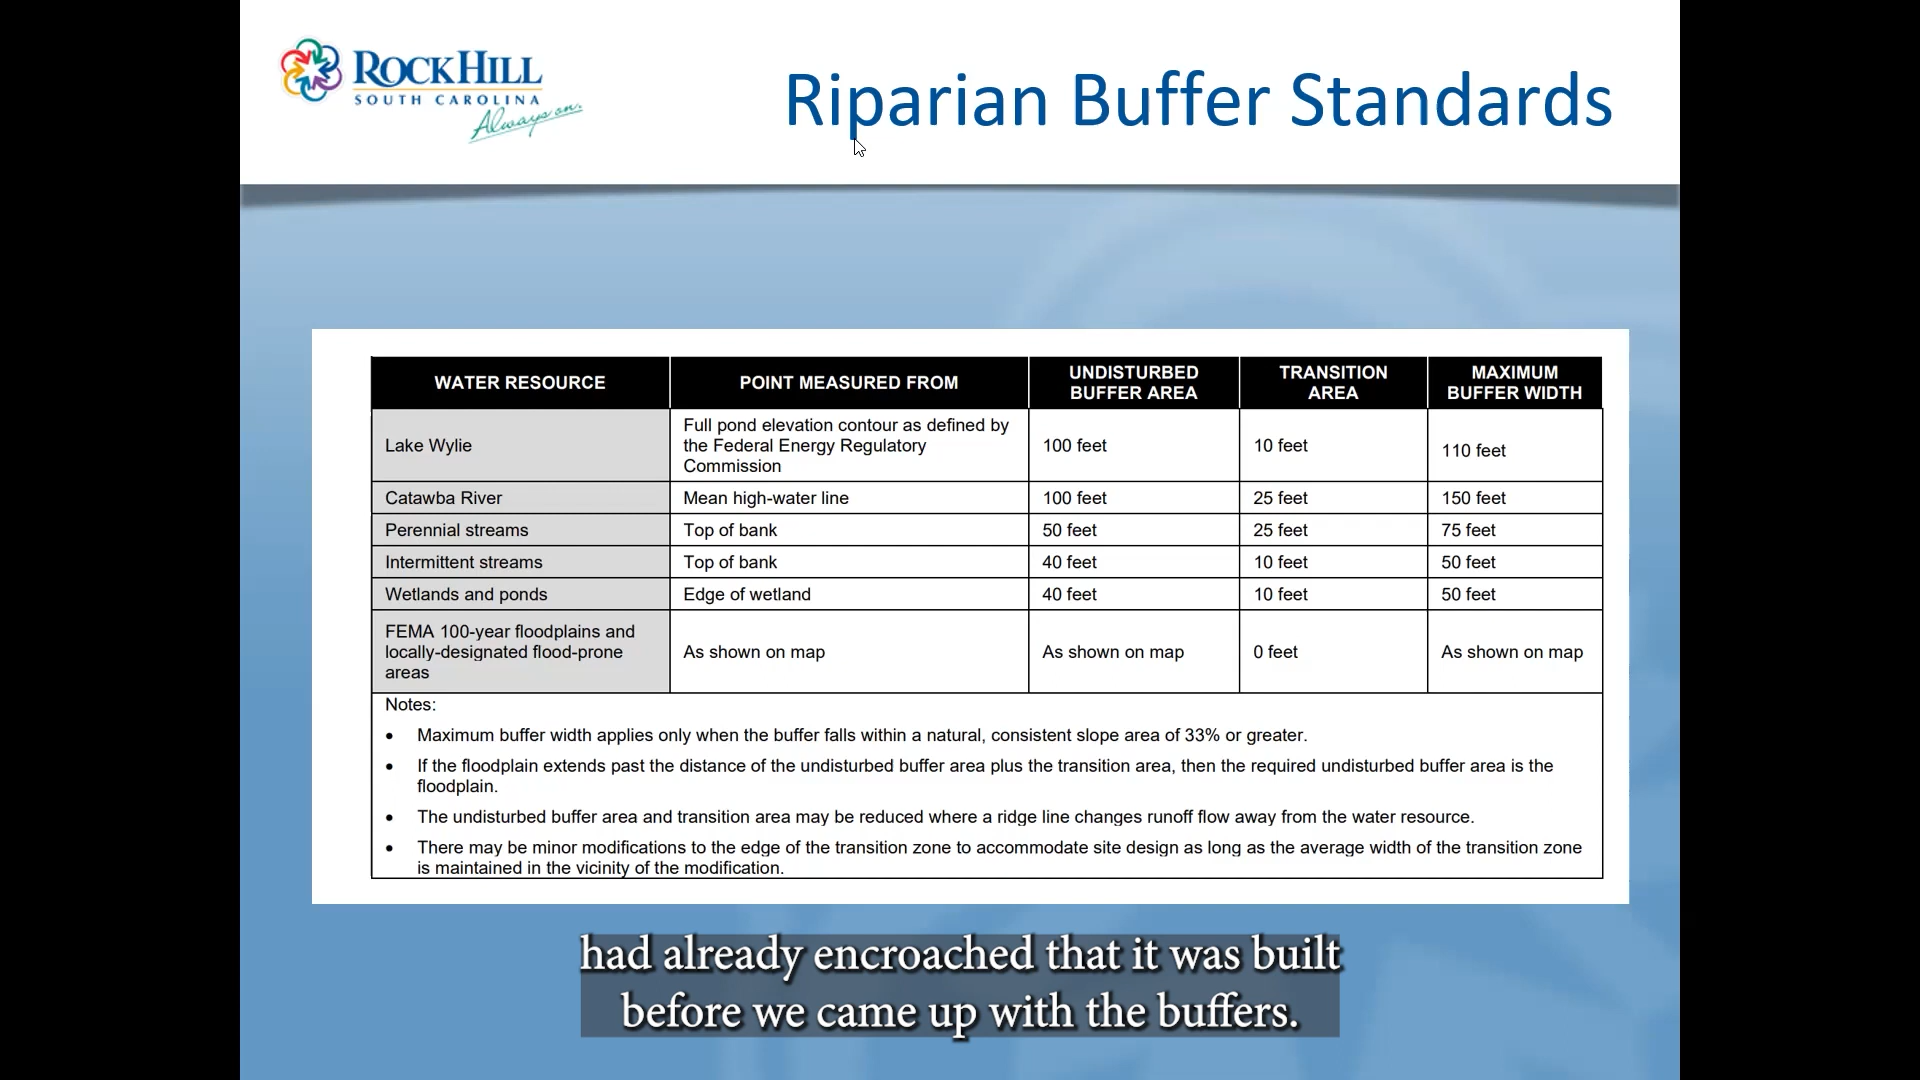 ROCK HILL
SOUTH CAROLINA
Always on.
Riparian Buffer Standards
WATER RESOURCE
POINT MEASURED FROM
UNDISTURBED
BUFFER AREA
TRANSITION
AREA
MAXIMUM
BUFFER WIDTH
Lake Wylie
Full pond elevation contour as defined by
the Federal Energy Regulatory
Commission
100 feet
10 feet
110 feet
Catawba River
Mean high-water line
100 feet
25 feet
150 feet
Perennial streams
Top of bank
50 feet
25 feet
75 feet
Intermittent streams
Top of bank
40 feet
10 feet
50 feet
Wetlands and ponds
Edge of wetland
40 feet
10 feet
50 feet
FEMA 100-year floodplains and
locally-designated flood-prone
areas
As shown on map
As shown on map
0 feet
As shown on map
Notes:
• Maximum buffer width applies only when the buffer falls within a natural, consistent slope area of 33% or greater.
• If the floodplain extends past the distance of the undisturbed buffer area plus the transition area, then the required undisturbed buffer area is the
floodplain.
• The undisturbed buffer area and transition area may be reduced where a ridge line changes runoff flow away from the water resource.
• There may be minor modifications to the edge of the transition zone to accommodate site design as long as the average width of the transition zone
is maintained in the vicinity of the modification.
had already encroached that it was built
before we came up with the buffers.